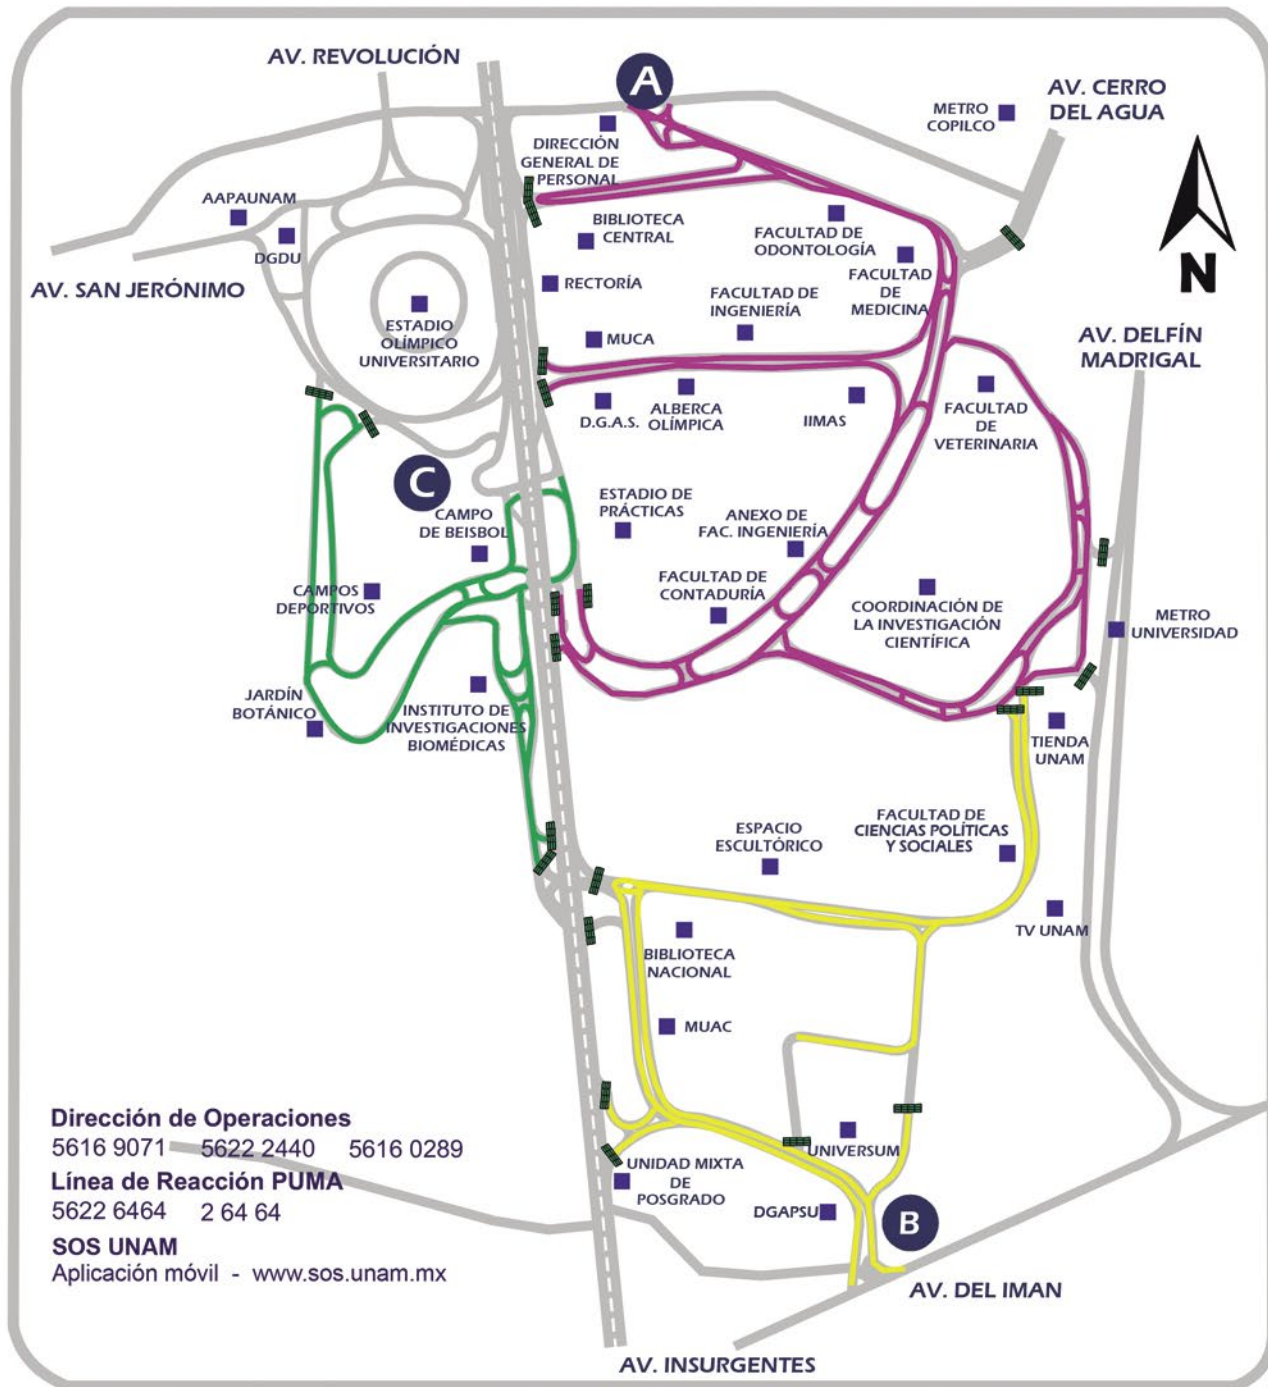 AV. REVOLUCIÓN
A
AV. CERRO
DEL AGUA
METRO
COPILCO
DIRECCIÓN
GENERAL DE
PERSONAL
AAPAUNAM
DGDU
AV. SAN JERÓNIMO
BIBLIOTECA
CENTRAL
FACULTAD DE
ODONTOLOGÍA
FACULTAD
DE
MEDICINA
N
RECTORÍA
FACULTAD DE
INGENIERÍA
ESTADIO
OLÍMPICO
UNIVERSITARIO
MUCA
AV. DELFÍN
MADRIGAL
D.G.A.S.
ALBERCA
OLÍMPICA
IIMAS
FACULTAD
DE
VETERINARIA
C
CAMPO
DE BEISBOL
ESTADIO DE
PRÁCTICAS
ANEXO DE
FAC. INGENIERÍA
CAMPOS
DEPORTIVOS
FACULTAD DE
CONTADURÍA
COORDINACIÓN DE
LA INVESTIGACIÓN
CIENTÍFICA
METRO
UNIVERSIDAD
JARDÍN
BOTÁNICO
INSTITUTO DE
INVESTIGACIONES
BIOMÉDICAS
TIENDA
UNAM
ESPACIO
ESCULTÓRICO
FACULTAD DE
CIENCIAS POLÍTICAS
Y SOCIALES
TV UNAM
BIBLIOTECA
NACIONAL
MUAC
UNIVERSUM
UNIDAD MIXTA
DE
POSGRADO
DGAPSU
B
AV. DEL IMAN
AV. INSURGENTES
Dirección de Operaciones
5616 9071 5622 2440 5616 0289
Línea de Reacción PUMA
5622 6464 2 64 64
SOS UNAM
Aplicación móvil - www.sos.unam.mx